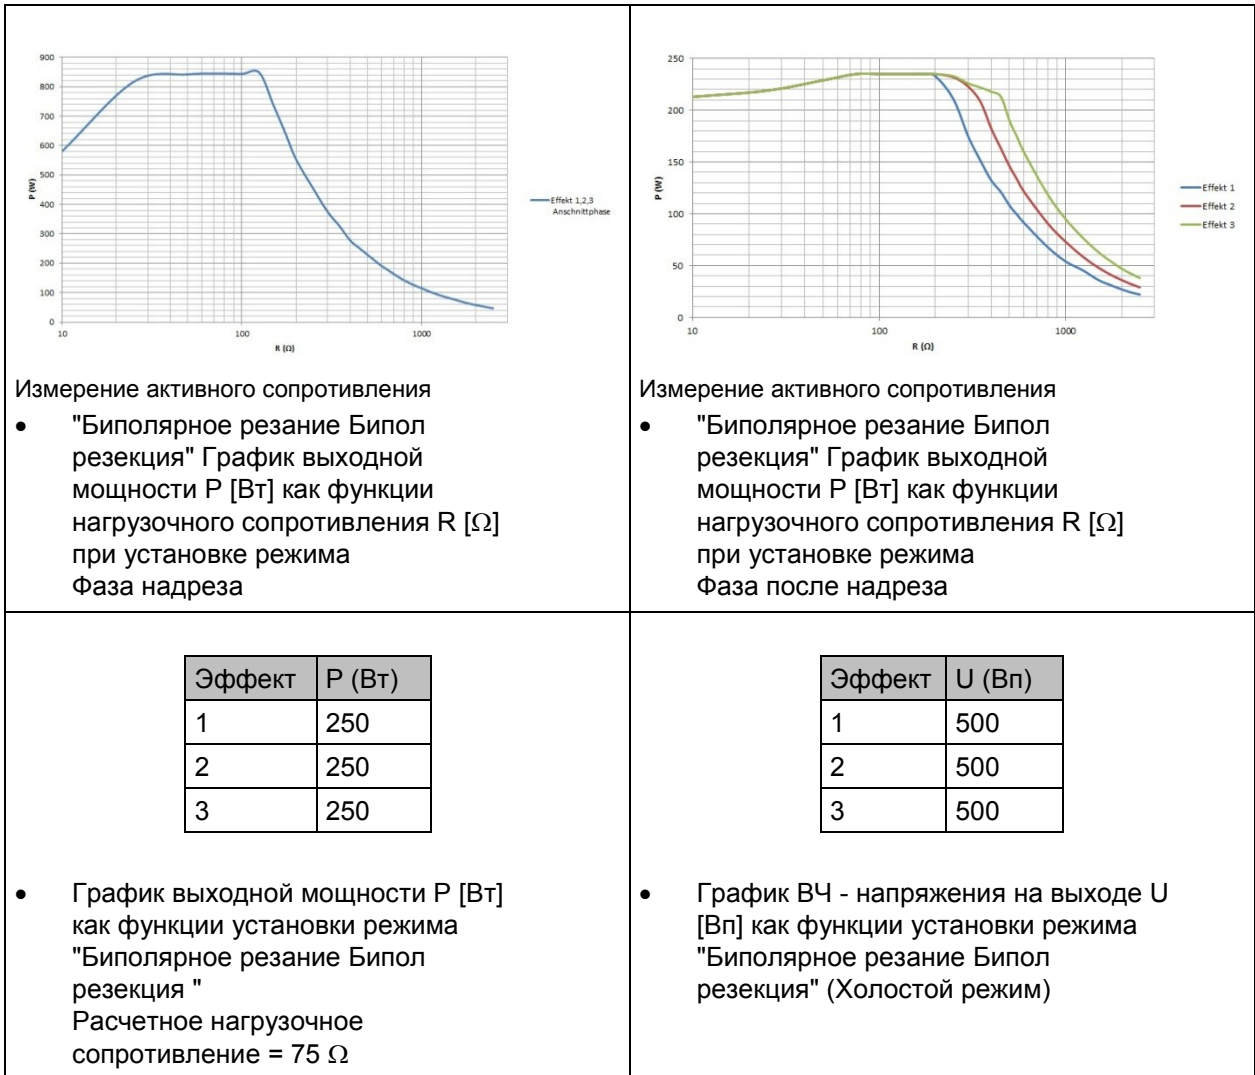 900
800
700
600
500
400
300
200
100
0
P (W)
10
100
1000
R (Ω)
Effekt 1,2,3
Anschnittphase
Измерение активного сопротивления
• "Биполярное резание Бипол
резекция" График выходной
мощности P [Вт] как функции
нагрузочного сопротивления R [Ω]
при установке режима
Фаза надреза
250
200
150
100
50
0
P (W)
10
100
1000
R (Ω)
Effekt 1
Effekt 2
Effekt 3
Измерение активного сопротивления
• "Биполярное резание Бипол
резекция" График выходной
мощности P [Вт] как функции
нагрузочного сопротивления R [Ω]
при установке режима
Фаза после надреза
Эффект P (Вт)
1 250
2 250
3 250
• График выходной мощности P [Вт]
как функции установки режима
"Биполярное резание Бипол
резекция "
Расчетное нагрузочное
сопротивление = 75 Ω
Эффект U (Вп)
1 500
2 500
3 500
• График ВЧ - напряжения на выходе U
[Вп] как функции установки режима
"Биполярное резание Бипол
резекция" (Холостой режим)